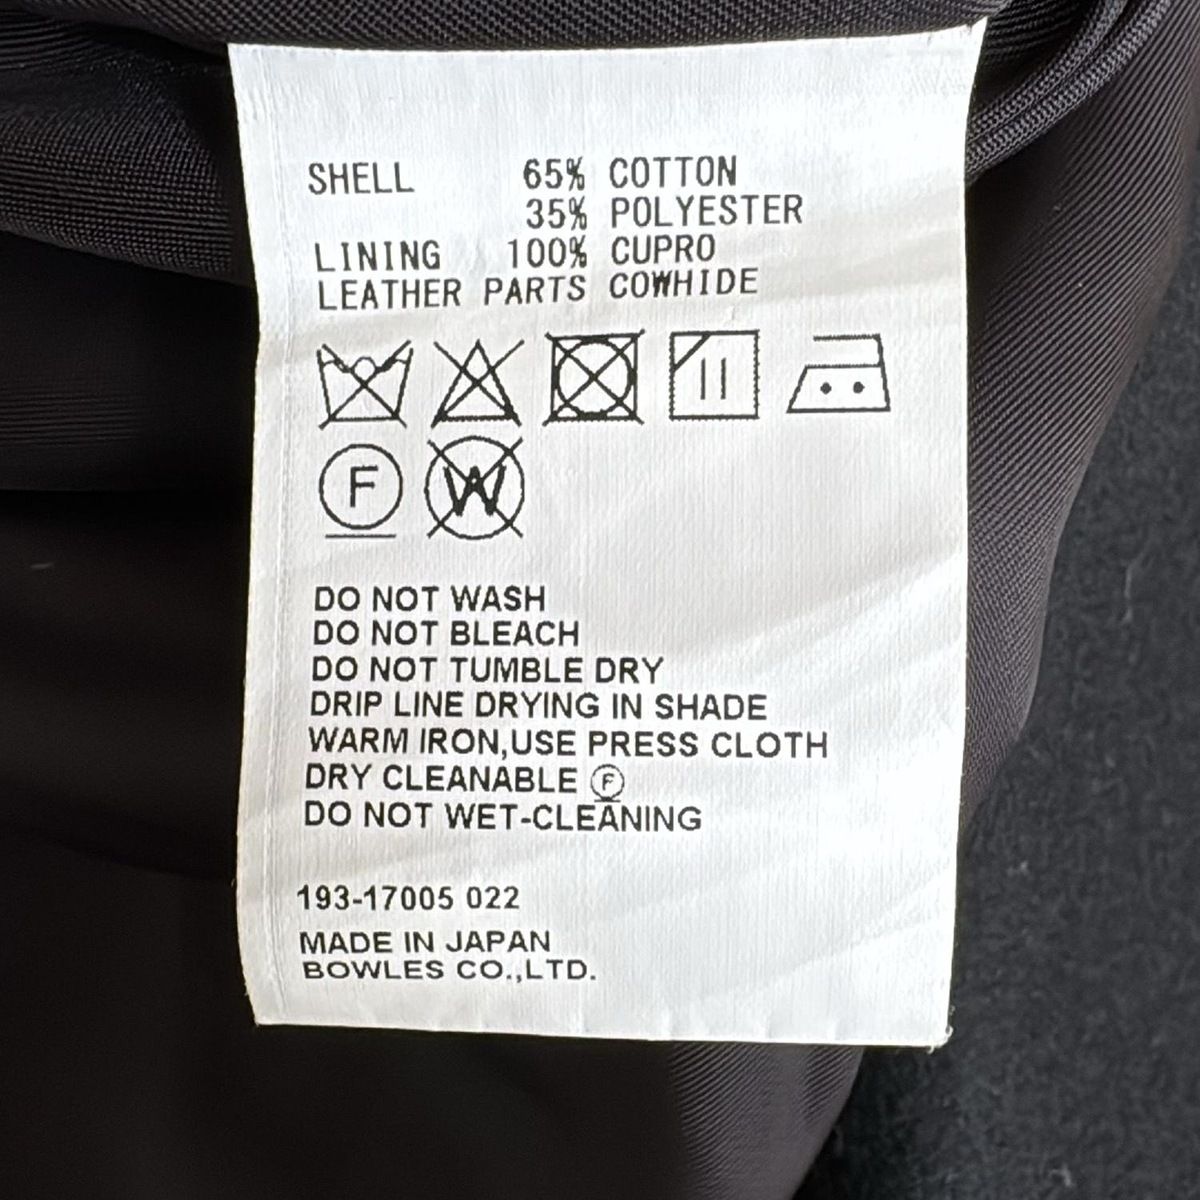 SHELL 65% COTTON
35% POLYESTER
LINING 100% CUPRO
LEATHER PARTS COWHIDE
F W
DO NOT WASH
DO NOT BLEACH
DO NOT TUMBLE DRY
DRIP LINE DRYING IN SHADE
WARM IRON,USE PRESS CLOTH
DRY CLEANABLE Ⓕ
DO NOT WET-CLEANING
193-17005 022
MADE IN JAPAN
BOWLES CO.,LTD.